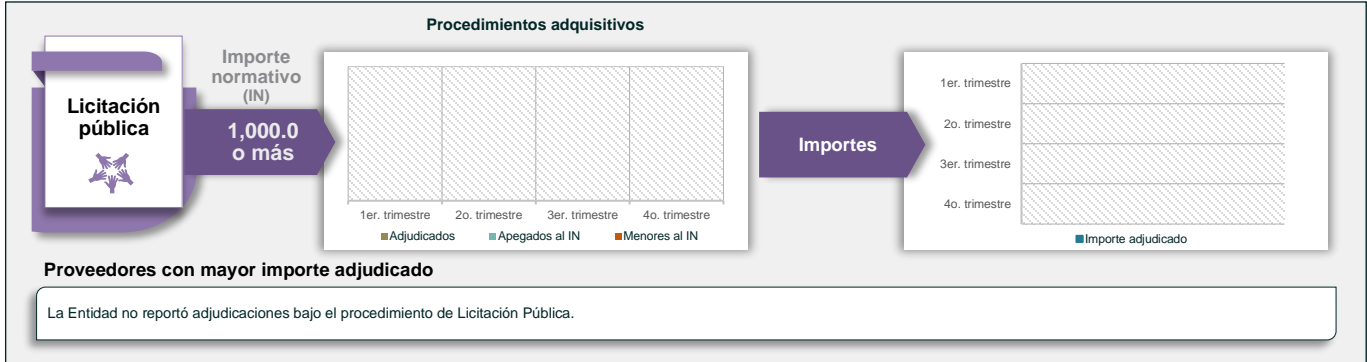 Procedimientos adquisitivos
Licitación
pública
Importe
normativo
(IN)
1,000.0
o más
1er. trimestre 2o. trimestre 3er. trimestre 4o. trimestre
Adjudicados Apegados al IN Menores al IN
Importes
1er. trimestre
2o. trimestre
3er. trimestre
4o. trimestre
Importe adjudicado
Proveedores con mayor importe adjudicado
La Entidad no reportó adjudicaciones bajo el procedimiento de Licitación Pública.